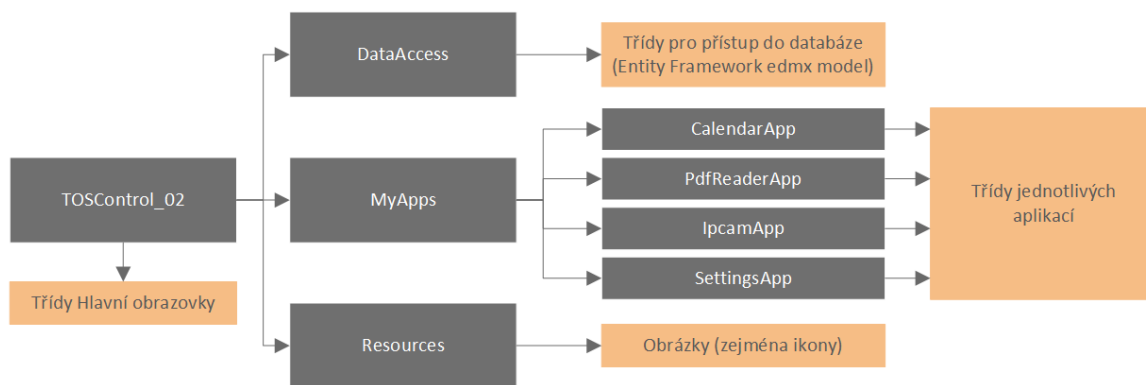 DataAccess
Třídy pro přístup do databáze
(Entity Framework edmx model)
TOSControl_02
Třídy Hlavní obrazovky
MyApps
CalendarApp
PdfReaderApp
IpcamApp
SettingsApp
Třídy jednotlivých
aplikací
Resources
Obrázky (zejména ikony)